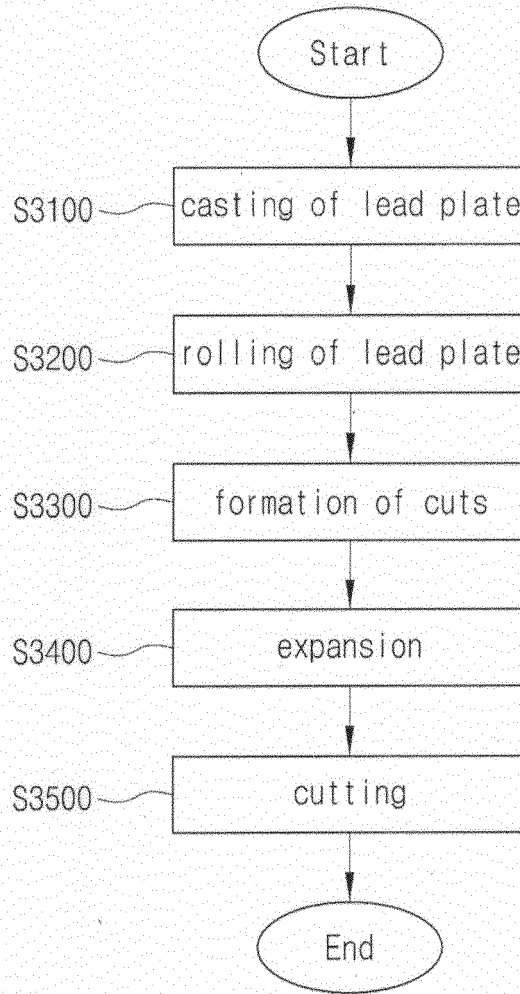 Start
S3100 casting of lead plate
S3200 rolling of lead plate
S3300 formation of cuts
S3400 expansion
S3500 cutting
End